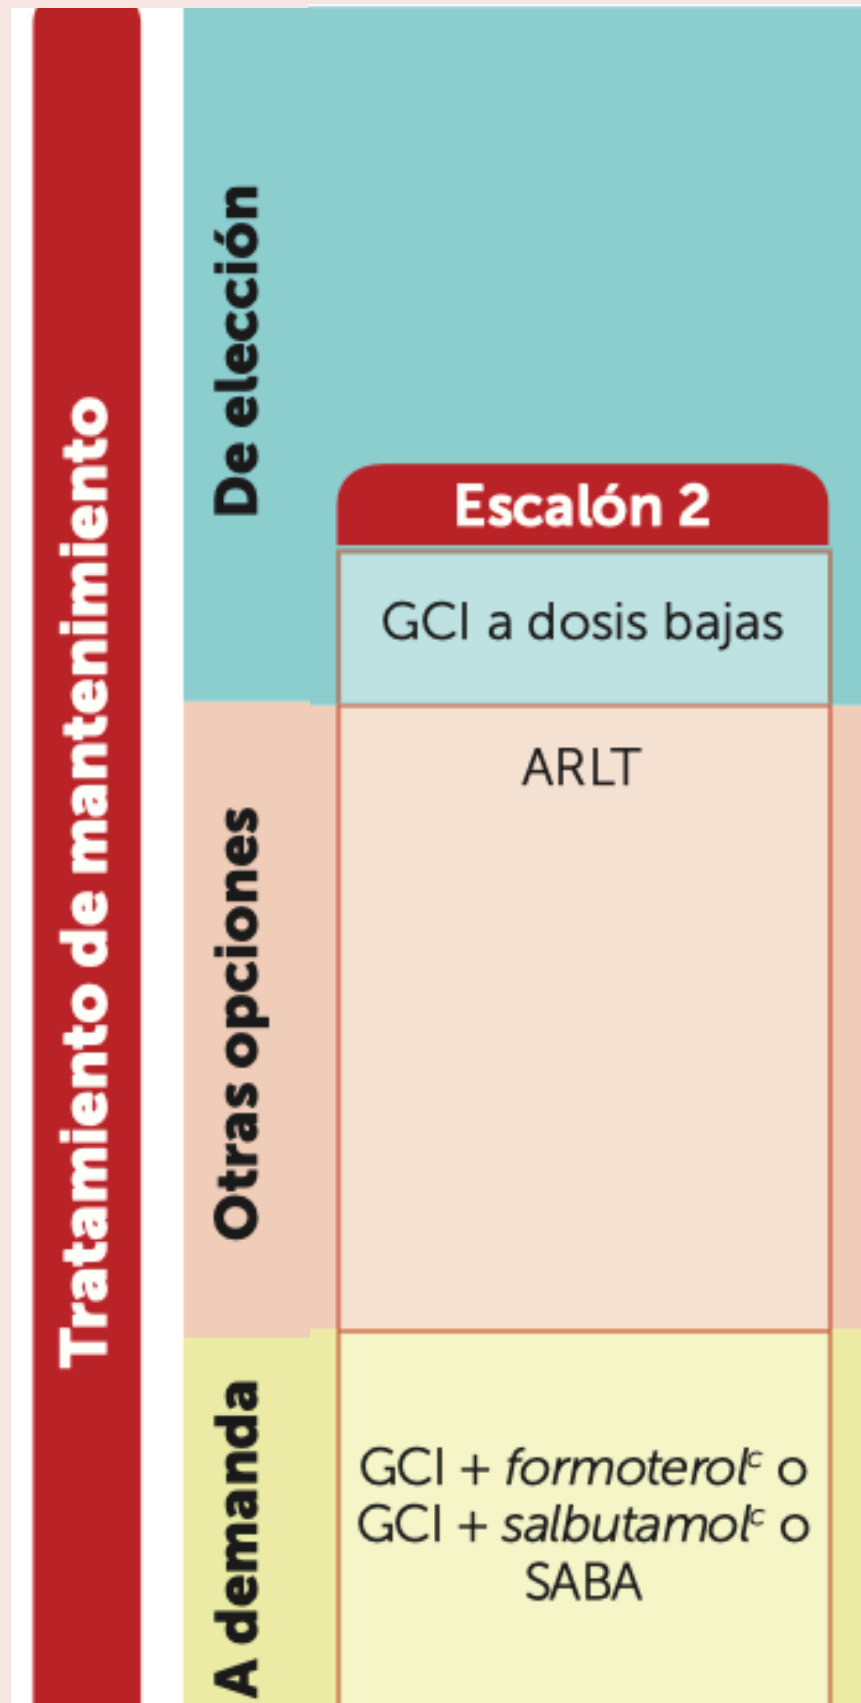 Tratamiento de mantenimiento
De elección
Escalón 2
GCI a dosis bajas
Otras opciones
ARLT
A demanda
GCI + formoterolᶜ o
GCI + salbutamolᶜ o
SABA